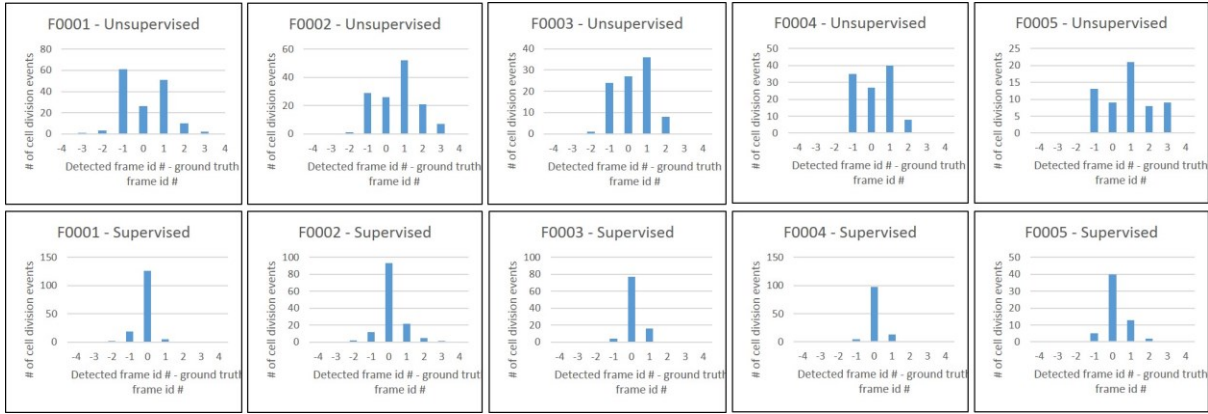 F0001 - Unsupervised
# of cell division events
80
60
40
20
0
-4 -3 -2 -1 0 1 2 3 4
Detected frame id # - ground truth
frame id #
F0002 - Unsupervised
# of cell division events
60
40
20
0
-4 -3 -2 -1 0 1 2 3 4
Detected frame id # - ground truth
frame id #
F0003 - Unsupervised
# of cell division events
40
30
20
10
0
-4 -3 -2 -1 0 1 2 3 4
Detected frame id # - ground truth
frame id #
F0004 - Unsupervised
# of cell division events
50
40
30
20
10
0
-4 -3 -2 -1 0 1 2 3 4
Detected frame id # - ground truth
frame id #
F0005 - Unsupervised
# of cell division events
25
20
15
10
5
0
-4 -3 -2 -1 0 1 2 3 4
Detected frame id # - ground truth
frame id #
F0001 - Supervised
# of cell division events
150
100
50
0
-4 -3 -2 -1 0 1 2 3 4
Detected frame id # - ground truth
frame id #
F0002 - Supervised
# of cell division events
100
80
60
40
20
0
-4 -3 -2 -1 0 1 2 3 4
Detected frame id # - ground truth
frame id #
F0003 - Supervised
# of cell division events
100
80
60
40
20
0
-4 -3 -2 -1 0 1 2 3 4
Detected frame id # - ground truth
frame id #
F0004 - Supervised
# of cell division events
150
100
50
0
-4 -3 -2 -1 0 1 2 3 4
Detected frame id # - ground truth
frame id #
F0005 - Supervised
# of cell division events
50
40
30
20
10
0
-4 -3 -2 -1 0 1 2 3 4
Detected frame id # - ground truth
frame id #